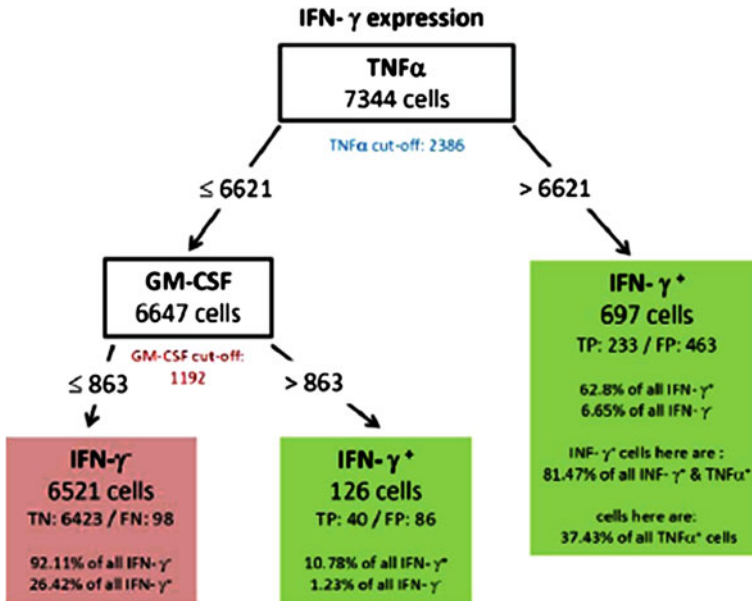 IFN- γ expression
TNFα
7344 cells
TNFα cut-off: 2386
≤ 6621
> 6621
GM-CSF
6647 cells
GM-CSF cut-off:
1192
≤ 863
> 863
IFN-γ⁻
6521 cells
TN: 6423 / FN: 98
92.11% of all IFN- γ⁻
26.42% of all IFN- γ⁺
IFN- γ⁺
126 cells
TP: 40 / FP: 86
10.78% of all IFN- γ⁺
1.23% of all IFN- γ⁻
IFN- γ⁺
697 cells
TP: 233 / FP: 463
62.8% of all IFN- γ⁺
6.65% of all IFN- γ⁻
INF- γ⁺ cells here are :
81.47% of all INF- γ⁺ & TNFα⁺
cells here are:
37.43% of all TNFα⁺ cells